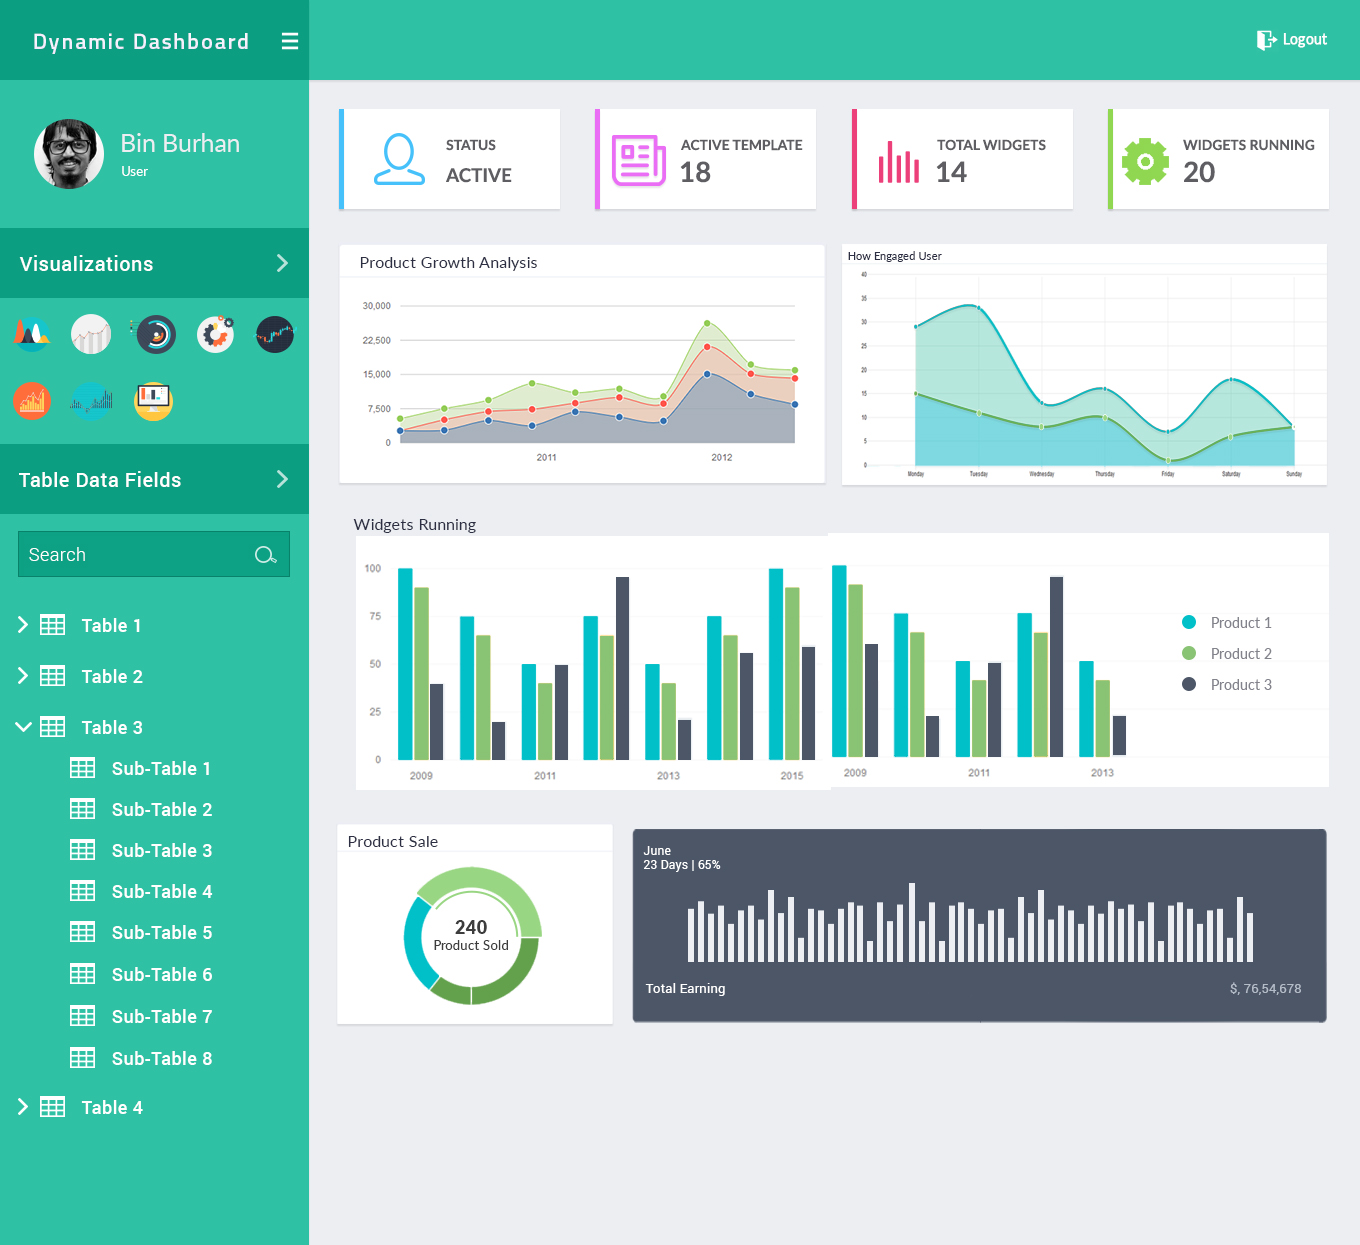 Dynamic Dashboard
Logout
Bin Burhan
User
Visualizations
Table Data Fields
Search
Table 1
Table 2
Table 3
Sub-Table 1
Sub-Table 2
Sub-Table 3
Sub-Table 4
Sub-Table 5
Sub-Table 6
Sub-Table 7
Sub-Table 8
Table 4
STATUS
ACTIVE
ACTIVE TEMPLATE
18
TOTAL WIDGETS
14
WIDGETS RUNNING
20
Product Growth Analysis
30,000
22,500
15,000
7,500
0
2011
2012
How Engaged User
40
35
30
25
20
15
10
5
0
Monday
Tuesday
Wednesday
Thursday
Friday
Saturday
Sunday
Widgets Running
100
75
50
25
0
2009
2011
2013
2015
2009
2011
2013
Product 1
Product 2
Product 3
Product Sale
240
Product Sold
June
23 Days | 65%
Total Earning
$, 76,54,678